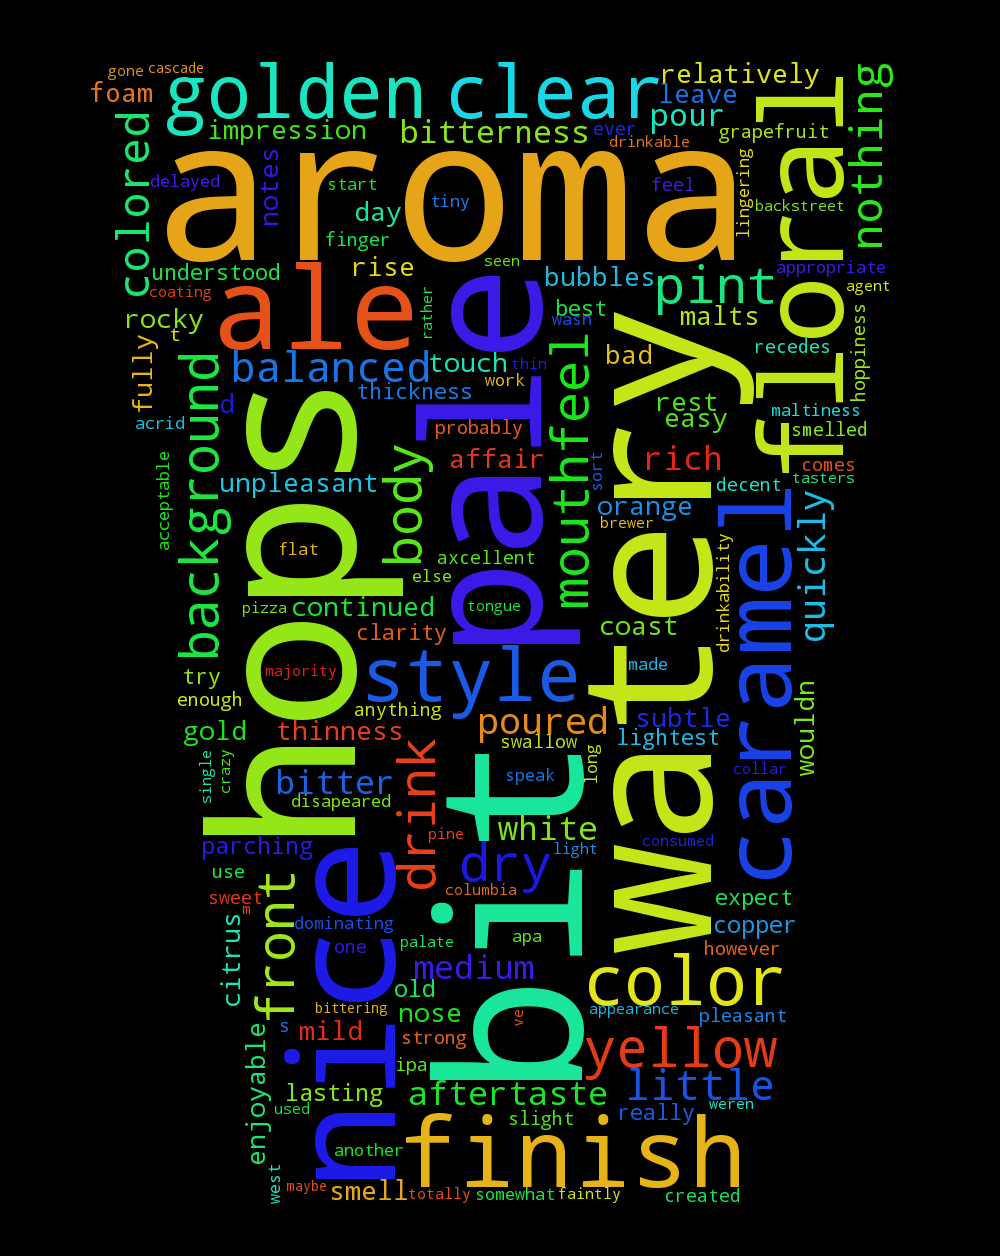 gone cascade
golden clear relatively
foam leave
colored impression bitterness ever pour grapefruit nothing
drinkable
aroma
delayed notes start tiny feel lingering floral
day backstreet
finger
understood rise seen bubbles pint appropriate
coating ale rather best malts agent
rocky t wash hoppiness
fully balanced touch thin bad recedes
background d thickness work mouthfeel rest maltiness
acrid hops pale probably watery easy smelled
acceptable unpleasant body affair sort rich comes
decent tasters
flat orange caramel quickly
brewer
axcellent drinkability
else
pizza continued tongue
clarity coast
majority style made
try
enough anything poured subtle wouldn
gold thinness swallow lightest
single crazy bitter drink speak long collar
disapeared bit
parching pine white consumed
use nice dry light
sweet m front columbia expect
citrus dominating copper
one palate apa however
medium color
old
bittering appearance
s mild nose ve pleasant
strong yellow
enjoyable ipa
lasting aftertaste little
used slight really weren
another finish
west maybe smell totally somewhat faintly created